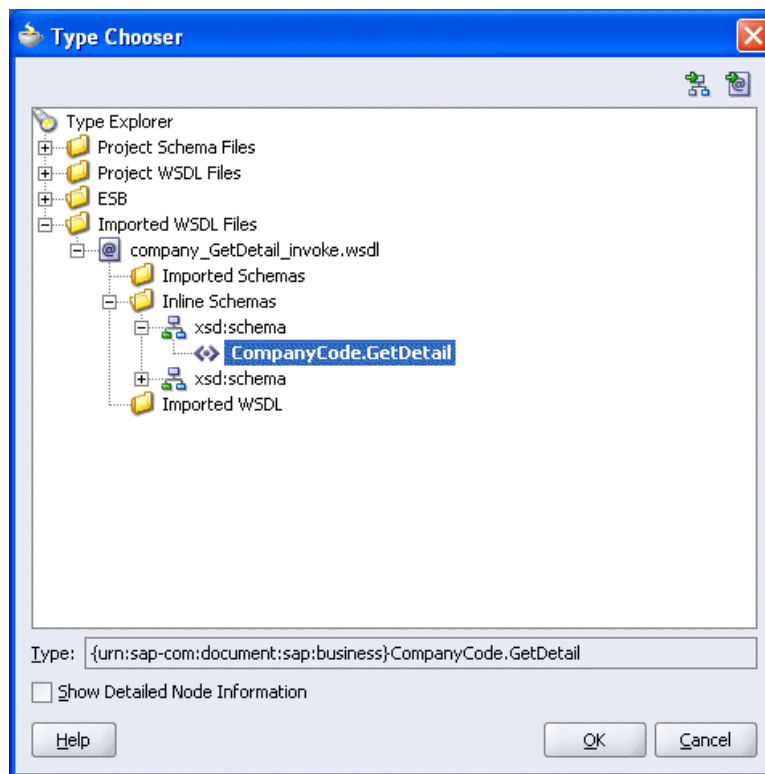 Type Chooser
Type Explorer
Project Schema Files
Project WSDL Files
ESB
Imported WSDL Files
company_GetDetail_invoke.wsdl
Imported Schemas
Inline Schemas
xsd:schema
CompanyCode.GetDetail
xsd:schema
Imported WSDL
Type: {urn:sap-com:document:sap:business}CompanyCode.GetDetail
Show Detailed Node Information
Help OK Cancel